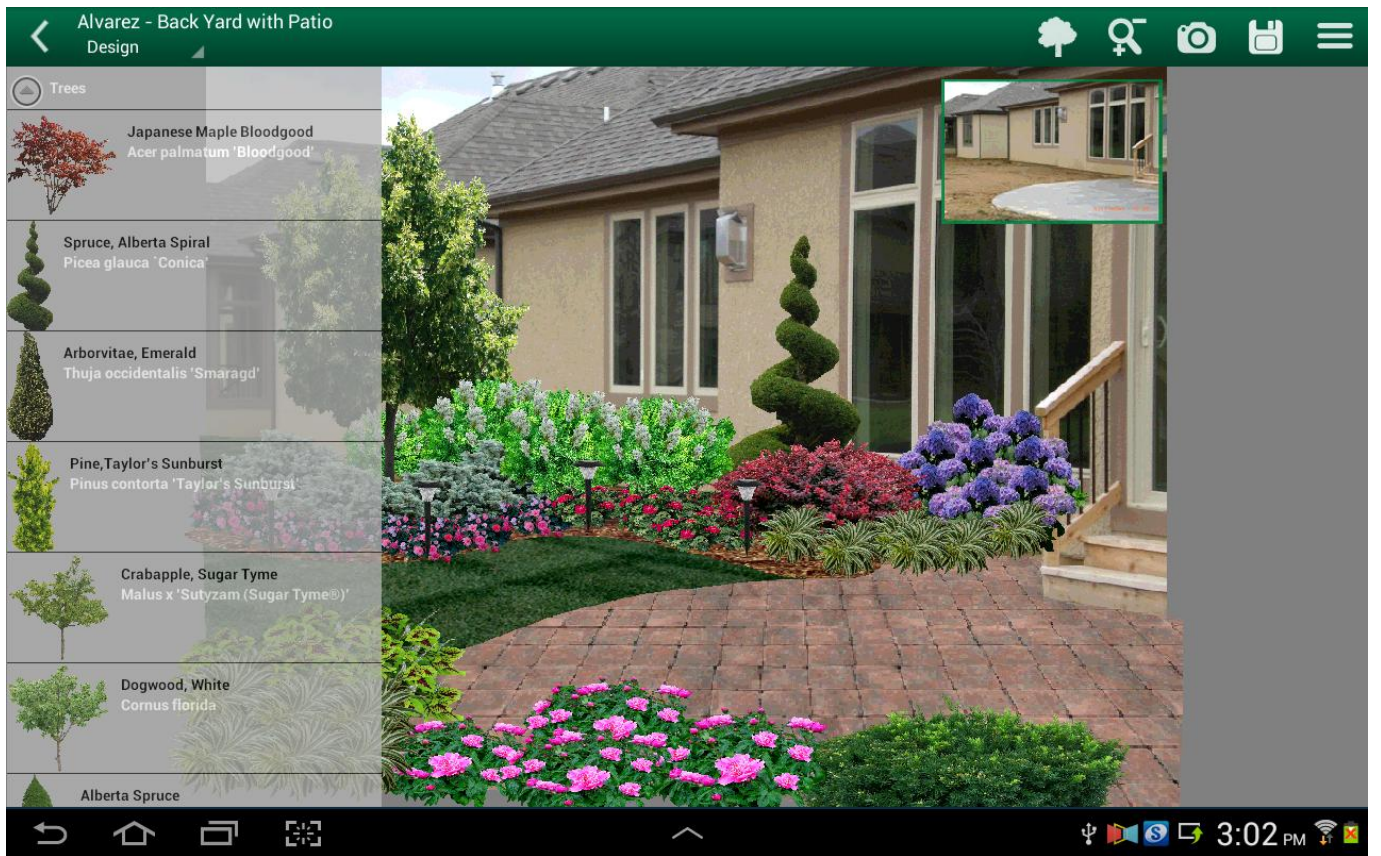 Alvarez - Back Yard with Patio
Design
Trees
Japanese Maple Bloodgood
Acer palmatum 'Bloodgood'
Spruce, Alberta Spiral
Picea glauca `Conica'
Arborvitae, Emerald
Thuja occidentalis 'Smaragd'
Pine,Taylor's Sunburst
Pinus contorta 'Taylor's Sunburst'
Crabapple, Sugar Tyme
Malus x 'Sutyzam (Sugar Tyme®)'
Dogwood, White
Cornus florida
Alberta Spruce
3:02 PM